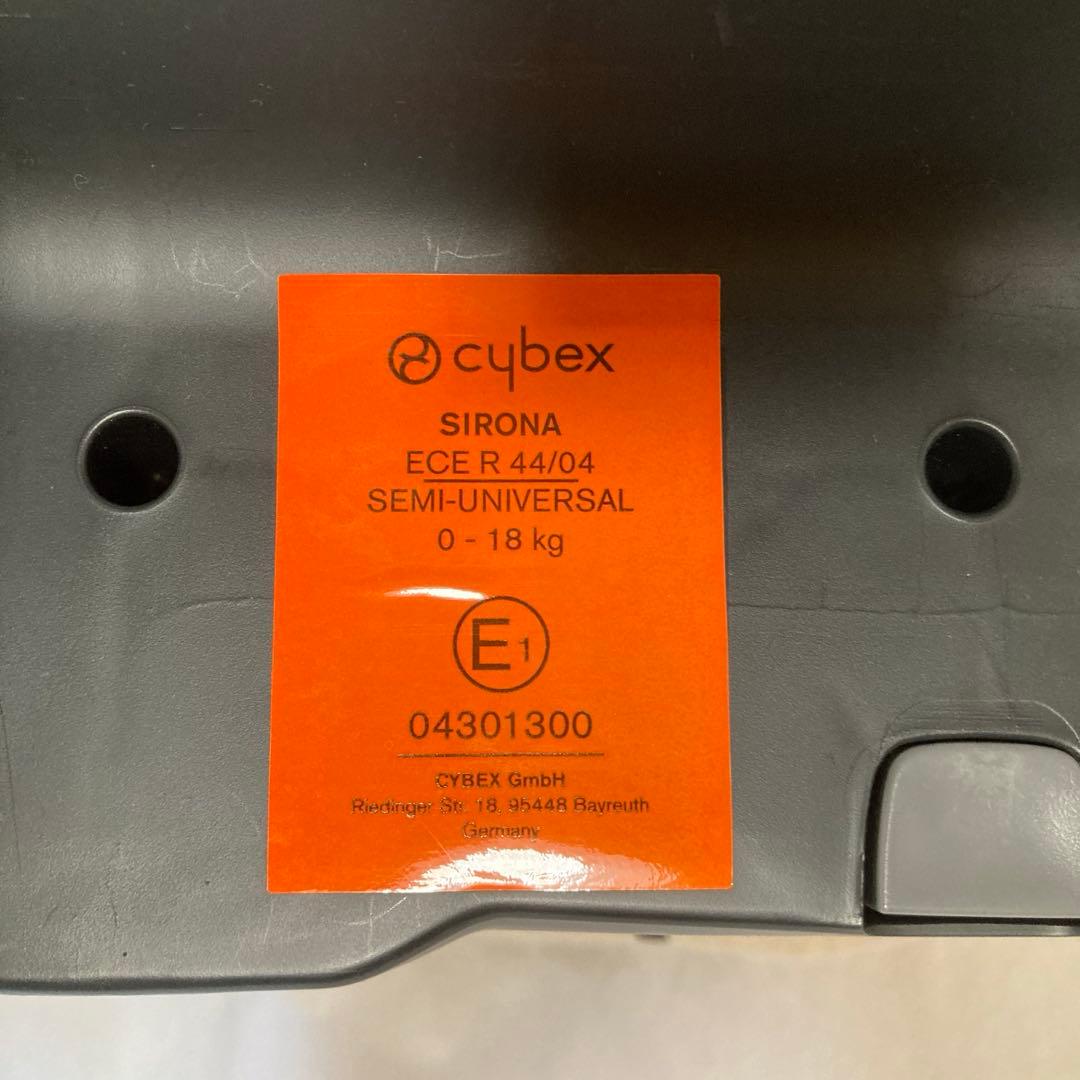 cybex
SIRONA
ECE R 44/04
SEMI-UNIVERSAL
0 - 18 kg
E1
04301300
CYBEX GmbH
Riedinger Str. 18, 95448 Bayreuth
Germany